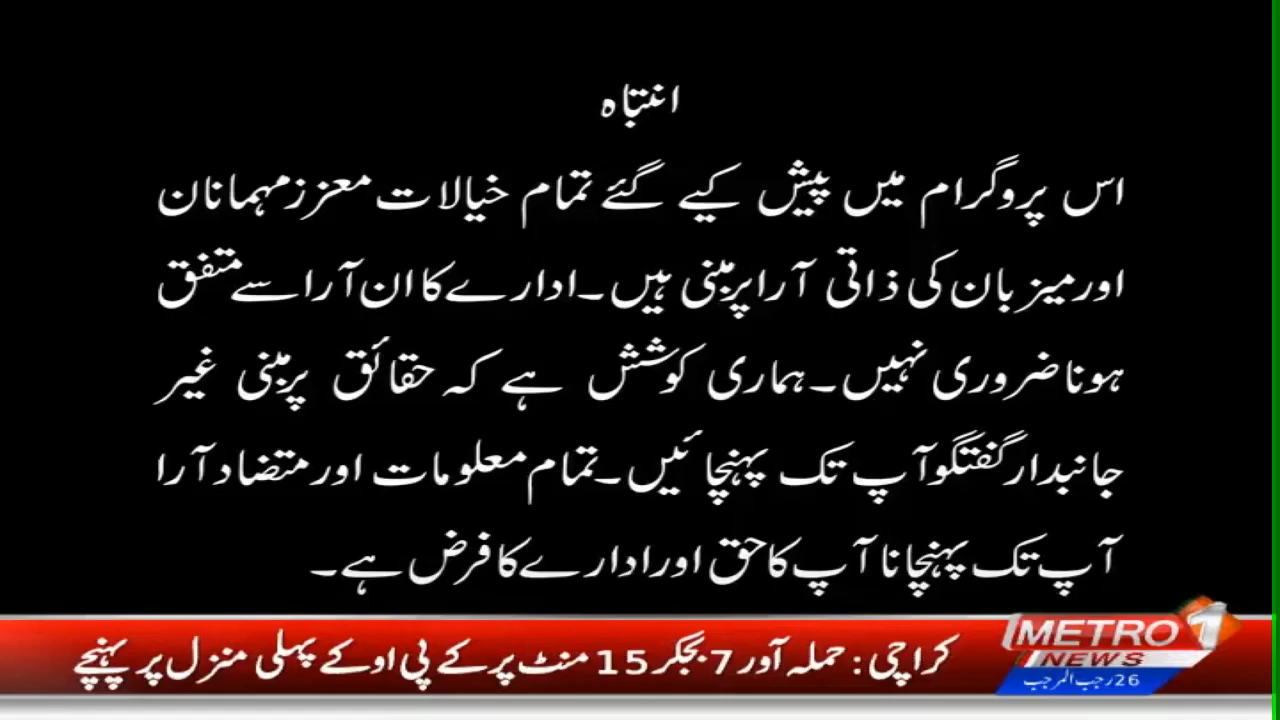 انتباہ
اس پروگرام میں پیش کیے گئے تمام خیالات معزز مہمانان
اور میزبان کی ذاتی آرا پر مبنی ہیں۔ ادارے کا ان آرا سے متفق
ہونا ضروری نہیں۔ ہماری کوشش ہے کہ حقائق پر مبنی غیر
جانبدار گفتگو آپ تک پہنچائیں۔ تمام معلومات اور متضاد آرا
آپ تک پہنچانا آپ کا حق اور ادارے کا فرض ہے۔
کراچی: حملہ آور 7 بجکر 15 منٹ پر کے پی او کے پہلی منزل پر پہنچے
METRO 1
NEWS
26 رجب المرجب